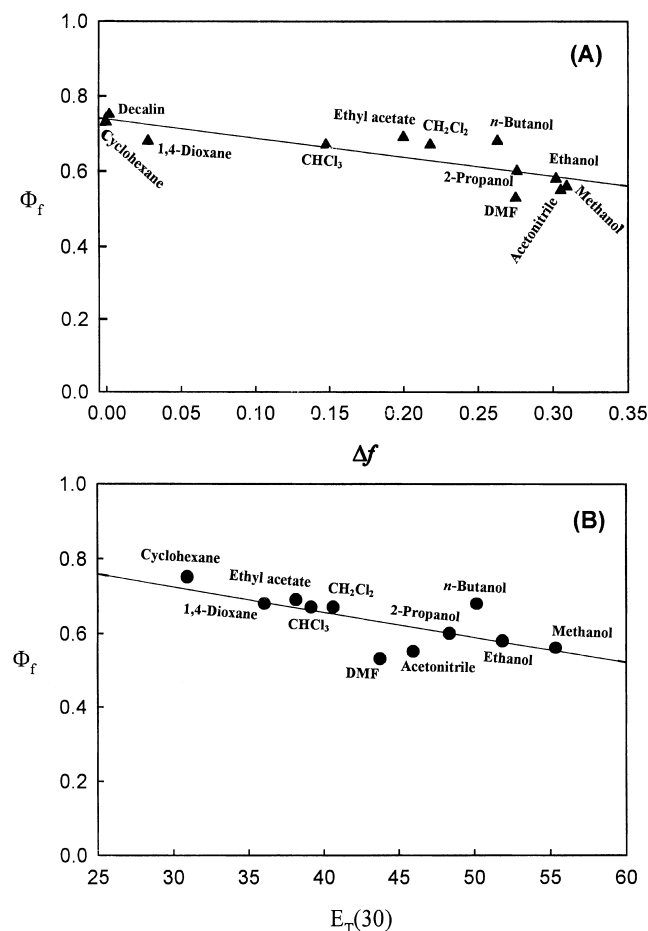 1.0
(A)
0.8
Decalin
Ethyl acetate
CH2Cl2
n-Butanol
1,4-Dioxane
Cyclohexane
CHCl3
Ethanol
0.6
2-Propanol
Φf
DMF
Acetonitrile
Methanol
0.4
0.2
0.0
0.00 0.05 0.10 0.15 0.20 0.25 0.30 0.35
Δf
1.0
(B)
0.8
Cyclohexane
Ethyl acetate
CH2Cl2
n-Butanol
1,4-Dioxane
CHCl3
2-Propanol
Methanol
0.6
Φf
DMF
Acetonitrile
Ethanol
0.4
0.2
0.0
25 30 35 40 45 50 55 60
ET(30)